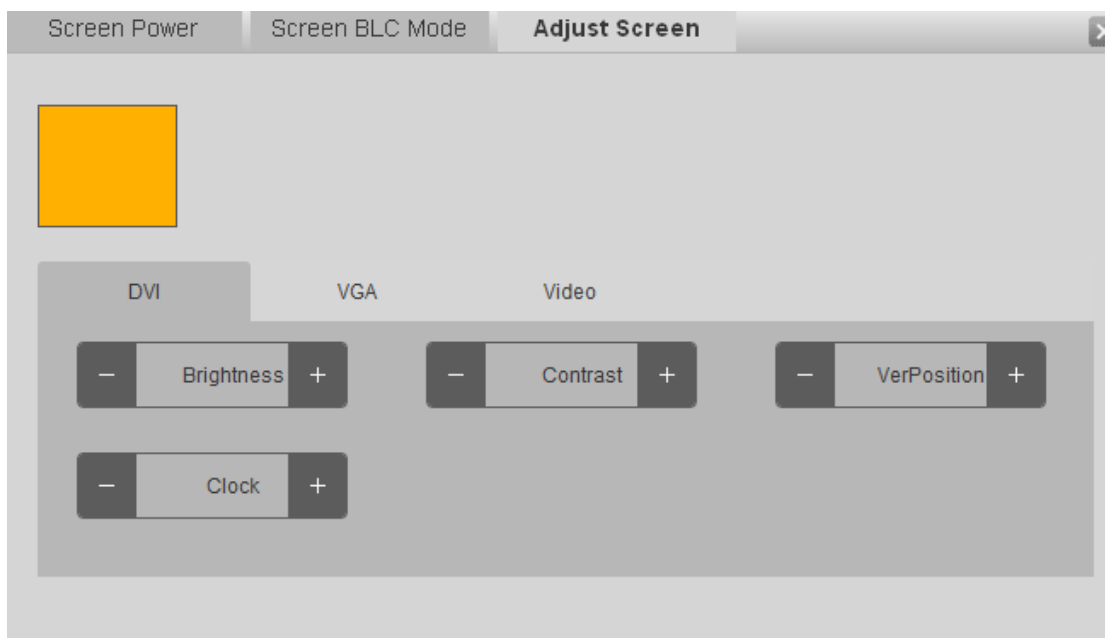 Screen Power Screen BLC Mode Adjust Screen
DVI VGA Video
− Brightness + − Contrast + − VerPosition +
− Clock +